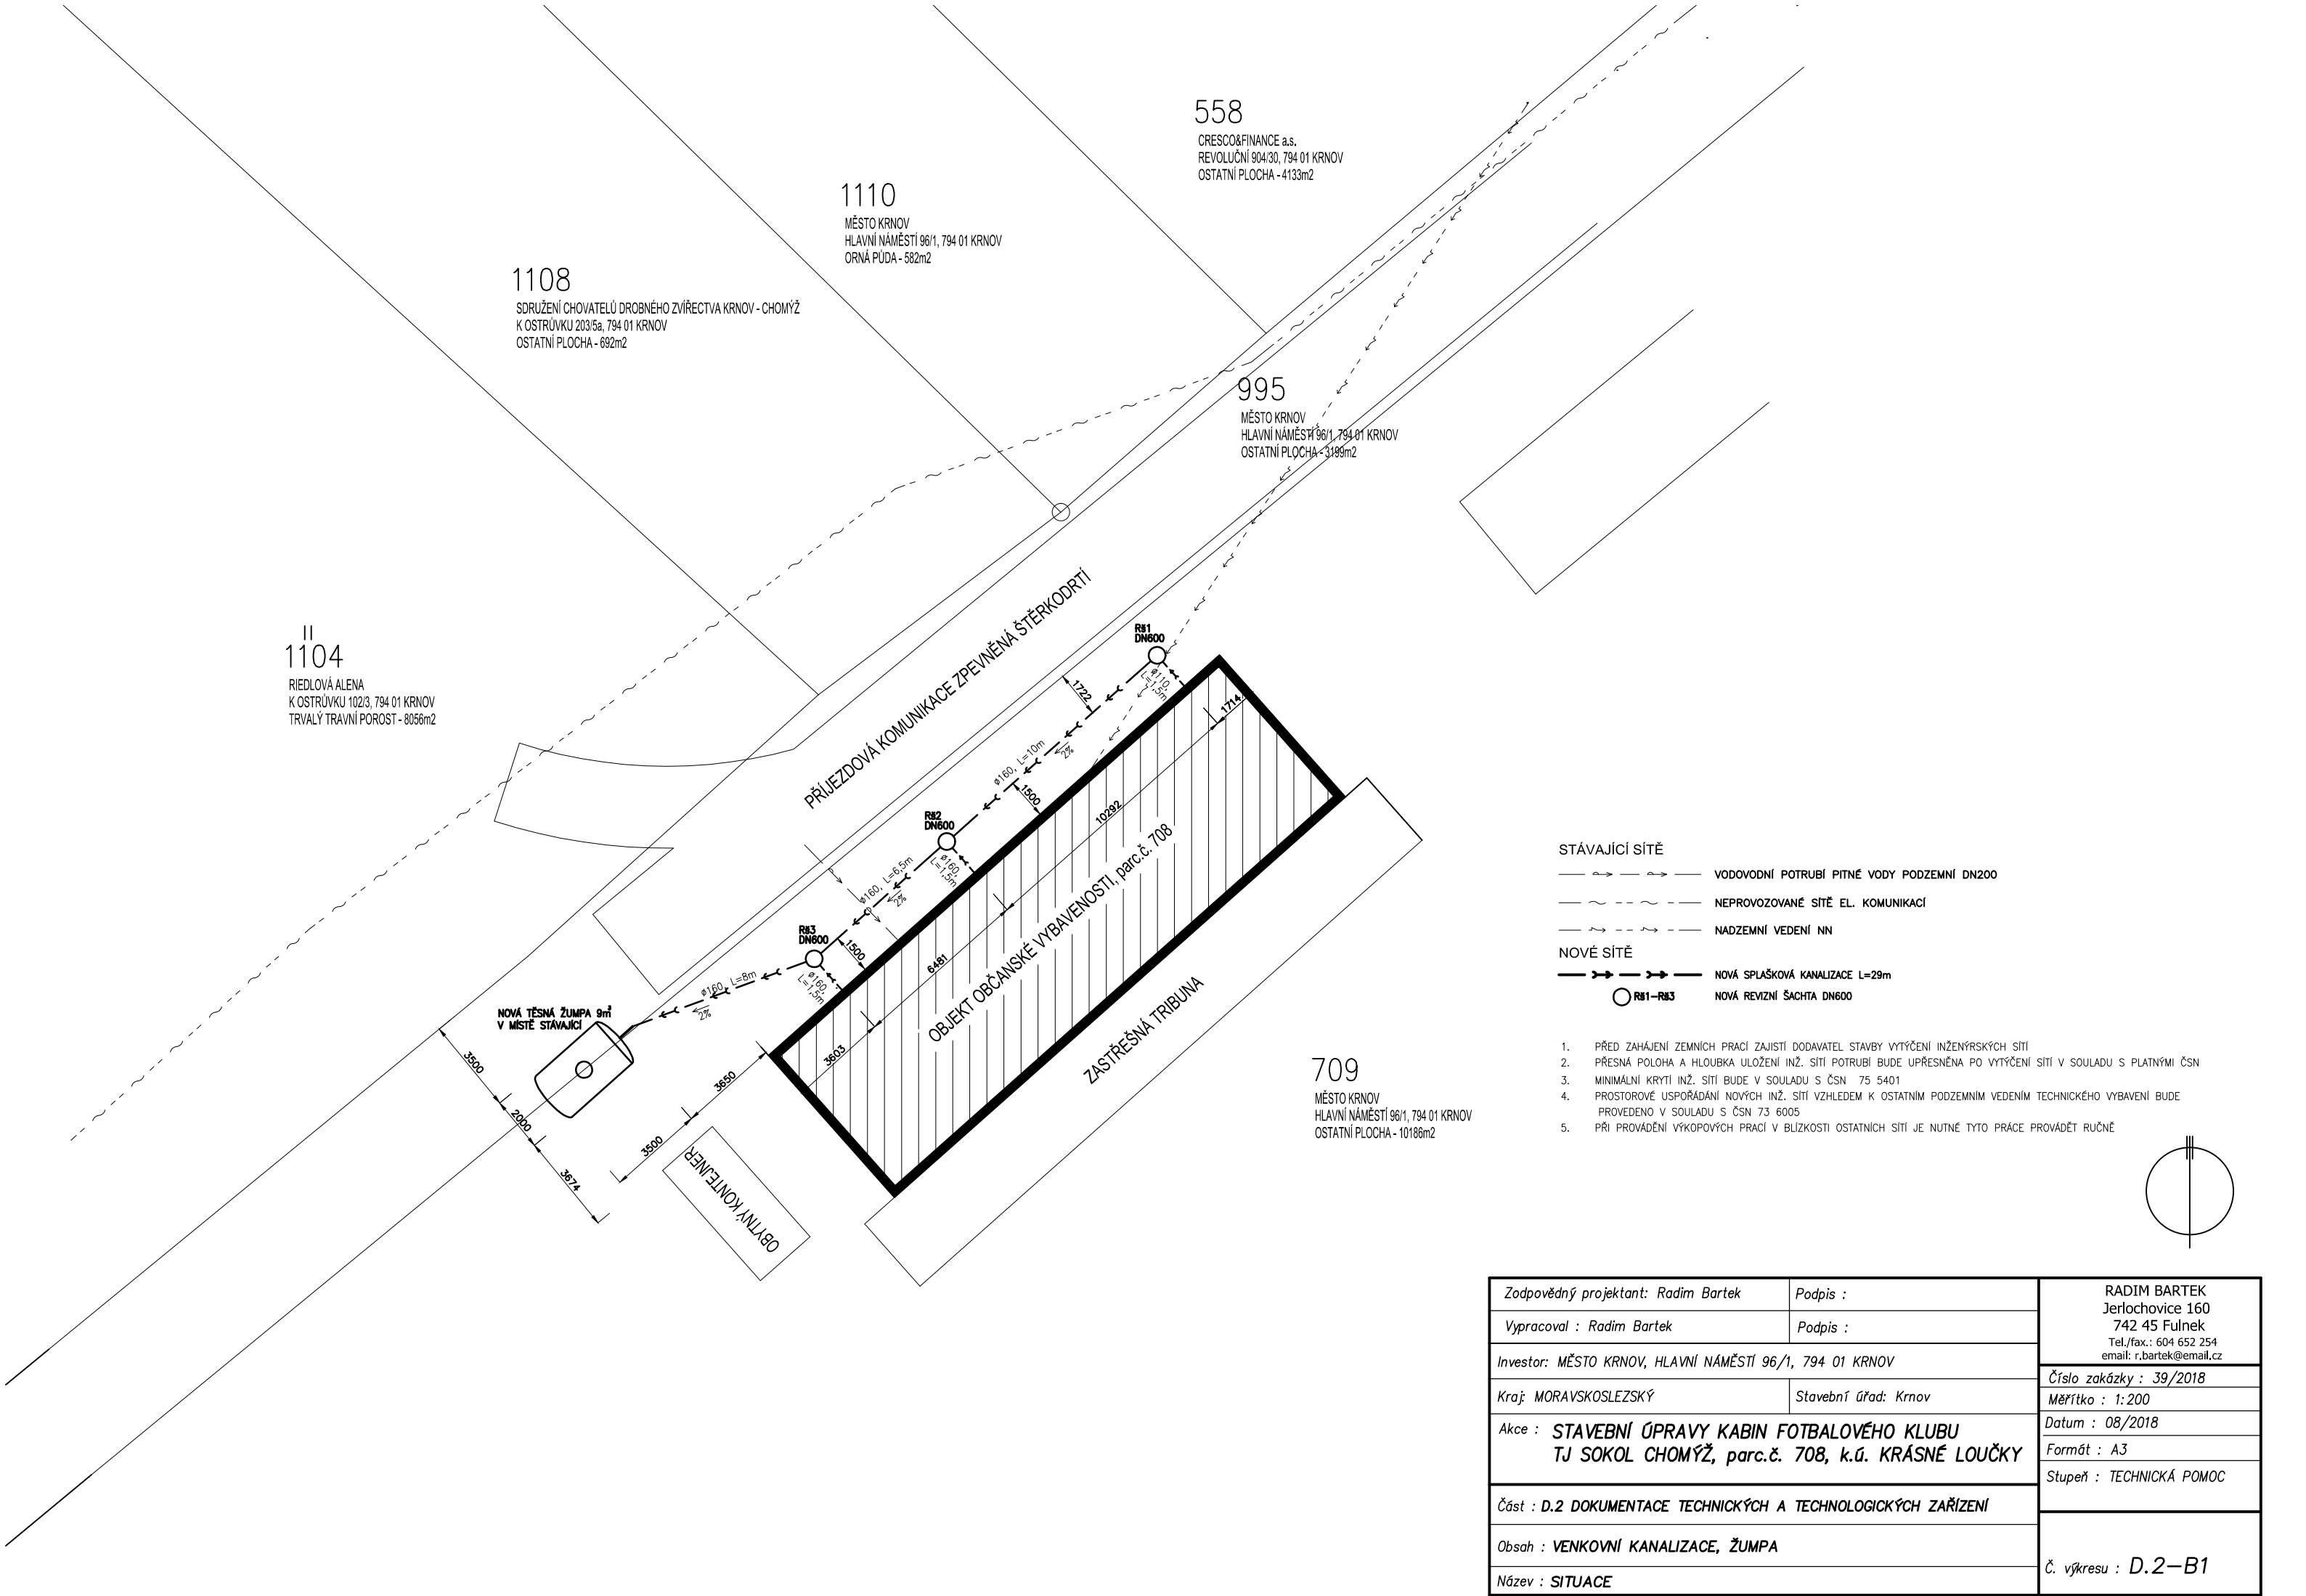 558
CRESCO&FINANCE a.s.
REVOLUČNÍ 904/30, 794 01 KRNOV
OSTATNÍ PLOCHA - 4133m2
1110
MĚSTO KRNOV
HLAVNÍ NÁMĚSTÍ 96/1, 794 01 KRNOV
ORNÁ PŮDA - 582m2
1108
SDRUŽENÍ CHOVATELŮ DROBNÉHO ZVÍŘECTVA KRNOV - CHOMÝŽ
K OSTRŮVKU 203/5a, 794 01 KRNOV
OSTATNÍ PLOCHA - 692m2
995
MĚSTO KRNOV
HLAVNÍ NÁMĚSTÍ 96/1, 794 01 KRNOV
OSTATNÍ PLOCHA - 3199m2
1104
RIEDLOVÁ ALENA
K OSTRŮVKU 102/3, 794 01 KRNOV
TRVALÝ TRAVNÍ POROST - 8056m2
PŘÍJEZDOVÁ KOMUNIKACE ZPEVNĚNÁ ŠTĚRKODRTÍ
Rš1
DN600
ø110,
L=1,5m
1722
1714
ø160, L=10m
2%
1500
10292
Rš2
DN600
ø160,
L=1,5m
ø160, L=6,5m
2%
Rš3
DN600
1500
ø160,
L=1,5m
6481
ø160, L=8m
2%
3603
OBJEKT OBČANSKÉ VYBAVENOSTI, parc.č. 708
ZASTŘEŠNÁ TRIBUNA
NOVÁ TĚSNÁ ŽUMPA 9m3
V MÍSTĚ STÁVAJÍCÍ
3500
2000
3674
3650
3500
OBYTNÝ KONTEJNER
709
MĚSTO KRNOV
HLAVNÍ NÁMĚSTÍ 96/1, 794 01 KRNOV
OSTATNÍ PLOCHA - 10186m2
STÁVAJÍCÍ SÍTĚ
VODOVODNÍ POTRUBÍ PITNÉ VODY PODZEMNÍ DN200
NEPROVOZOVANÉ SÍTĚ EL. KOMUNIKACÍ
NADZEMNÍ VEDENÍ NN
NOVÉ SÍTĚ
NOVÁ SPLAŠKOVÁ KANALIZACE L=29m
Rš1-Rš3 NOVÁ REVIZNÍ ŠACHTA DN600
1. PŘED ZAHÁJENÍ ZEMNÍCH PRACÍ ZAJISTÍ DODAVATEL STAVBY VYTÝČENÍ INŽENÝRSKÝCH SÍTÍ
2. PŘESNÁ POLOHA A HLOUBKA ULOŽENÍ INŽ. SÍTÍ POTRUBÍ BUDE UPŘESNĚNA PO VYTÝČENÍ SÍTÍ V SOULADU S PLATNÝMI ČSN
3. MINIMÁLNÍ KRYTÍ INŽ. SÍTÍ BUDE V SOULADU S ČSN 75 5401
4. PROSTOROVÉ USPOŘÁDÁNÍ NOVÝCH INŽ. SÍTÍ VZHLEDEM K OSTATNÍM PODZEMNÍM VEDENÍM TECHNICKÉHO VYBAVENÍ BUDE
PROVEDENO V SOULADU S ČSN 73 6005
5. PŘI PROVÁDĚNÍ VÝKOPOVÝCH PRACÍ V BLÍZKOSTI OSTATNÍCH SÍTÍ JE NUTNÉ TYTO PRÁCE PROVÁDĚT RUČNĚ
Zodpovědný projektant: Radim Bartek Podpis :
Vypracoval : Radim Bartek Podpis :
Investor: MĚSTO KRNOV, HLAVNÍ NÁMĚSTÍ 96/1, 794 01 KRNOV
Kraj: MORAVSKOSLEZSKÝ Stavební úřad: Krnov
Akce : STAVEBNÍ ÚPRAVY KABIN FOTBALOVÉHO KLUBU
TJ SOKOL CHOMÝŽ, parc.č. 708, k.ú. KRÁSNÉ LOUČKY
Část : D.2 DOKUMENTACE TECHNICKÝCH A TECHNOLOGICKÝCH ZAŘÍZENÍ
Obsah : VENKOVNÍ KANALIZACE, ŽUMPA
Název : SITUACE
RADIM BARTEK
Jerlochovice 160
742 45 Fulnek
Tel./fax.: 604 652 254
email: r.bartek@email.cz
Číslo zakázky : 39/2018
Měřítko : 1:200
Datum : 08/2018
Formát : A3
Stupeň : TECHNICKÁ POMOC
Č. výkresu : D.2-B1